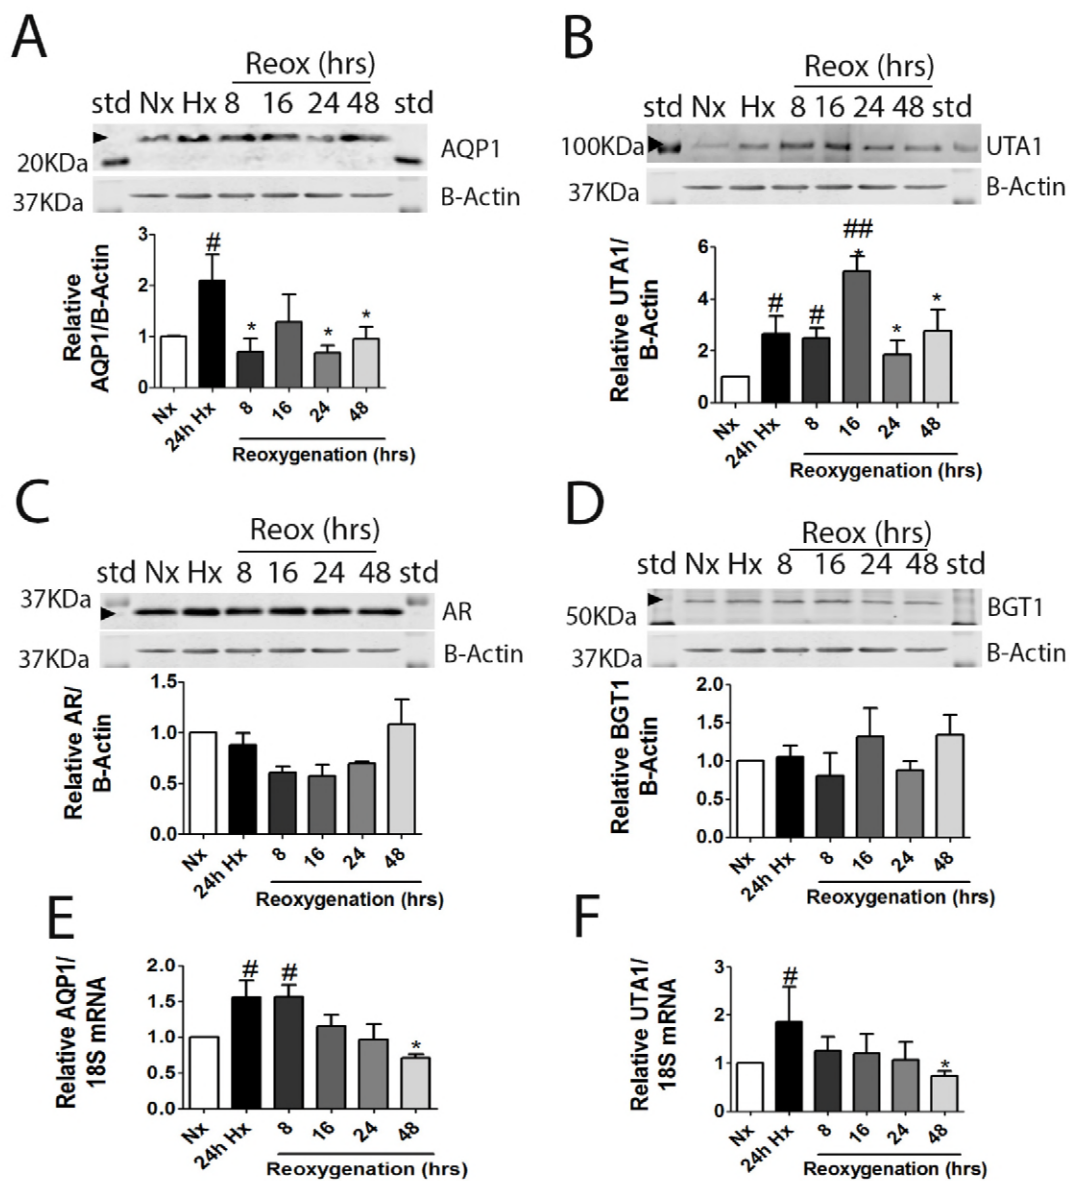 A
Reox (hrs)
std Nx Hx 8 16 24 48 std
20KDa
AQP1
37KDa
B-Actin
Relative
AQP1/B-Actin
3
2
1
0
#
*
*
*
Nx
24h Hx
8
16
24
48
Reoxygenation (hrs)
B
Reox (hrs)
std Nx Hx 8 16 24 48 std
100KDa
UTA1
37KDa
B-Actin
Relative UTA1/
B-Actin
6
4
2
0
#
#
##
*
*
*
Nx
24h Hx
8
16
24
48
Reoxygenation (hrs)
C
Reox (hrs)
std Nx Hx 8 16 24 48 std
37KDa
AR
37KDa
B-Actin
Relative AR/
B-Actin
1.5
1.0
0.5
0.0
Nx
24h Hx
8
16
24
48
Reoxygenation (hrs)
D
Reox (hrs)
std Nx Hx 8 16 24 48 std
50KDa
BGT1
37KDa
B-Actin
Relative BGT1
B-Actin
2.0
1.5
1.0
0.5
0.0
Nx
24h Hx
8
16
24
48
Reoxygenation (hrs)
E
Relative AQP1/
18S mRNA
2.0
1.5
1.0
0.5
0.0
#
#
*
Nx
24h Hx
8
16
24
48
Reoxygenation (hrs)
F
Relative UTA1/
18S mRNA
3
2
1
0
#
*
Nx
24h Hx
8
16
24
48
Reoxygenation (hrs)